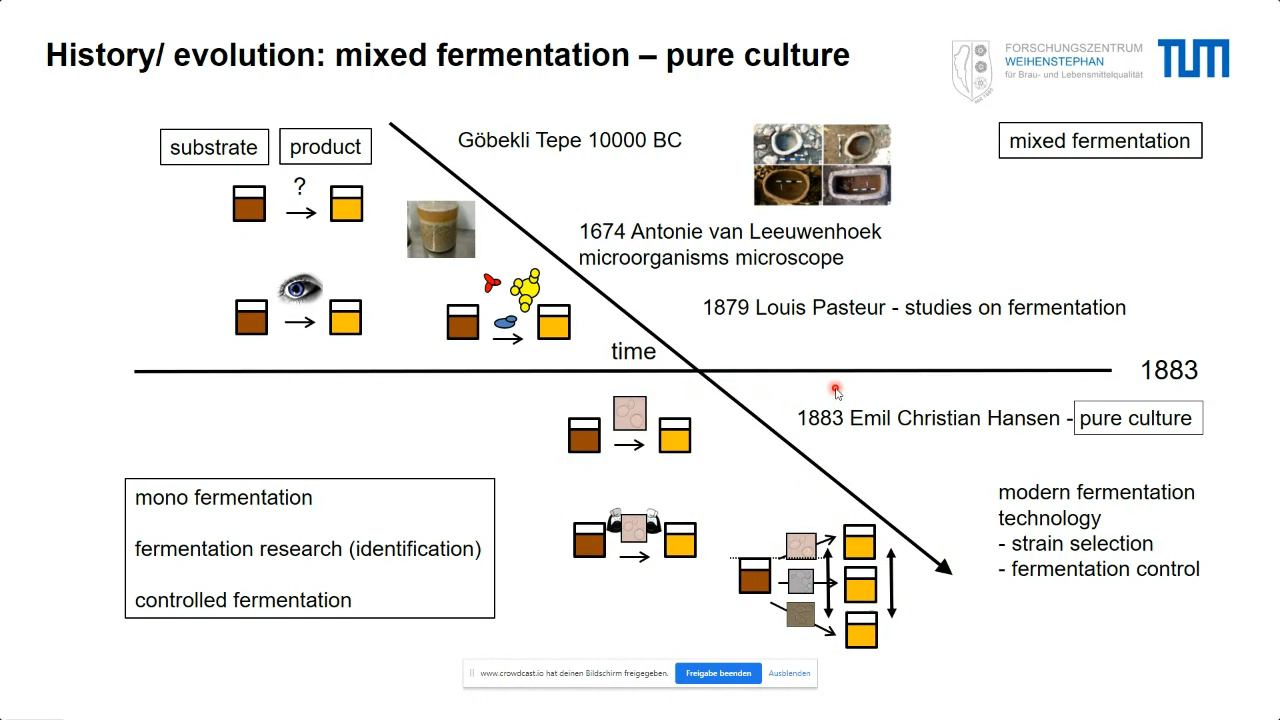 History/ evolution: mixed fermentation – pure culture
FORSCHUNGSZENTRUM
WEIHENSTEPHAN
für Brau- und Lebensmittelqualität
TUM
substrate
product
Göbekli Tepe 10000 BC
mixed fermentation
?
1674 Antonie van Leeuwenhoek
microorganisms microscope
1879 Louis Pasteur - studies on fermentation
time
1883
1883 Emil Christian Hansen - pure culture
mono fermentation
fermentation research (identification)
controlled fermentation
modern fermentation
technology
- strain selection
- fermentation control
www.crowdcast.io hat deinen Bildschirm freigegeben.
Freigabe beenden
Ausblenden